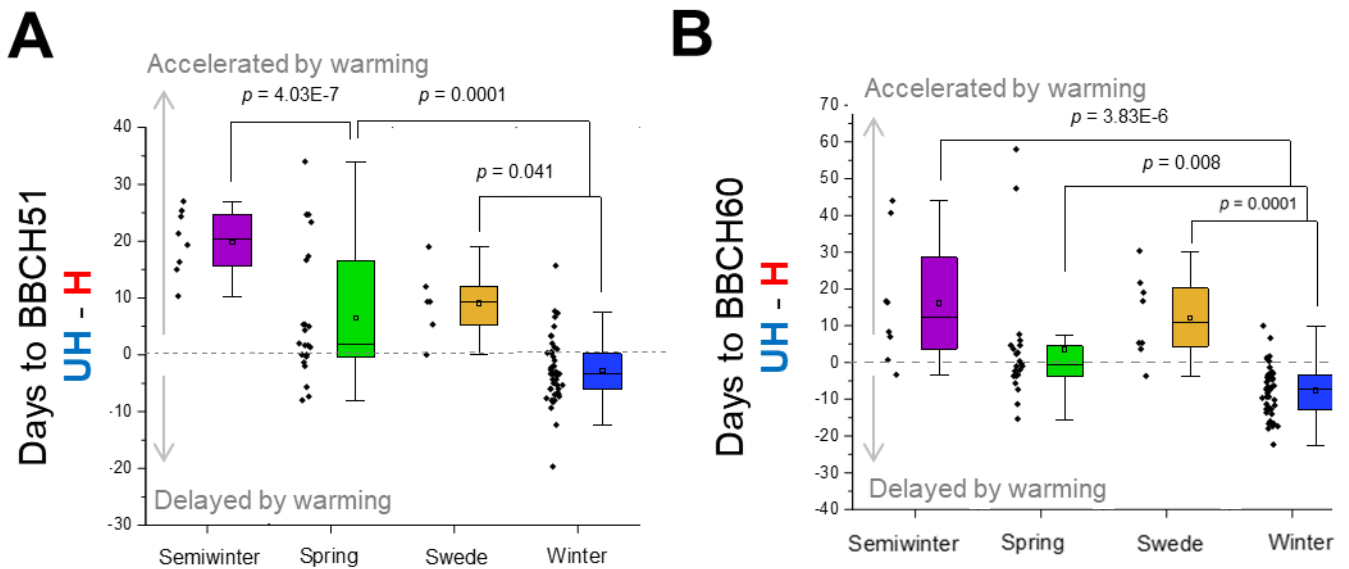 A
Accelerated by warming
p = 4.03E-7
p = 0.0001
p = 0.041
Days to BBCH51
UH - H
40
30
20
10
0
-10
-20
-30
Delayed by warming
Semiwinter
Spring
Swede
Winter
B
Accelerated by warming
p = 3.83E-6
p = 0.008
p = 0.0001
Days to BBCH60
UH - H
70
60
50
40
30
20
10
0
-10
-20
-30
-40
Delayed by warming
Semiwinter
Spring
Swede
Winter